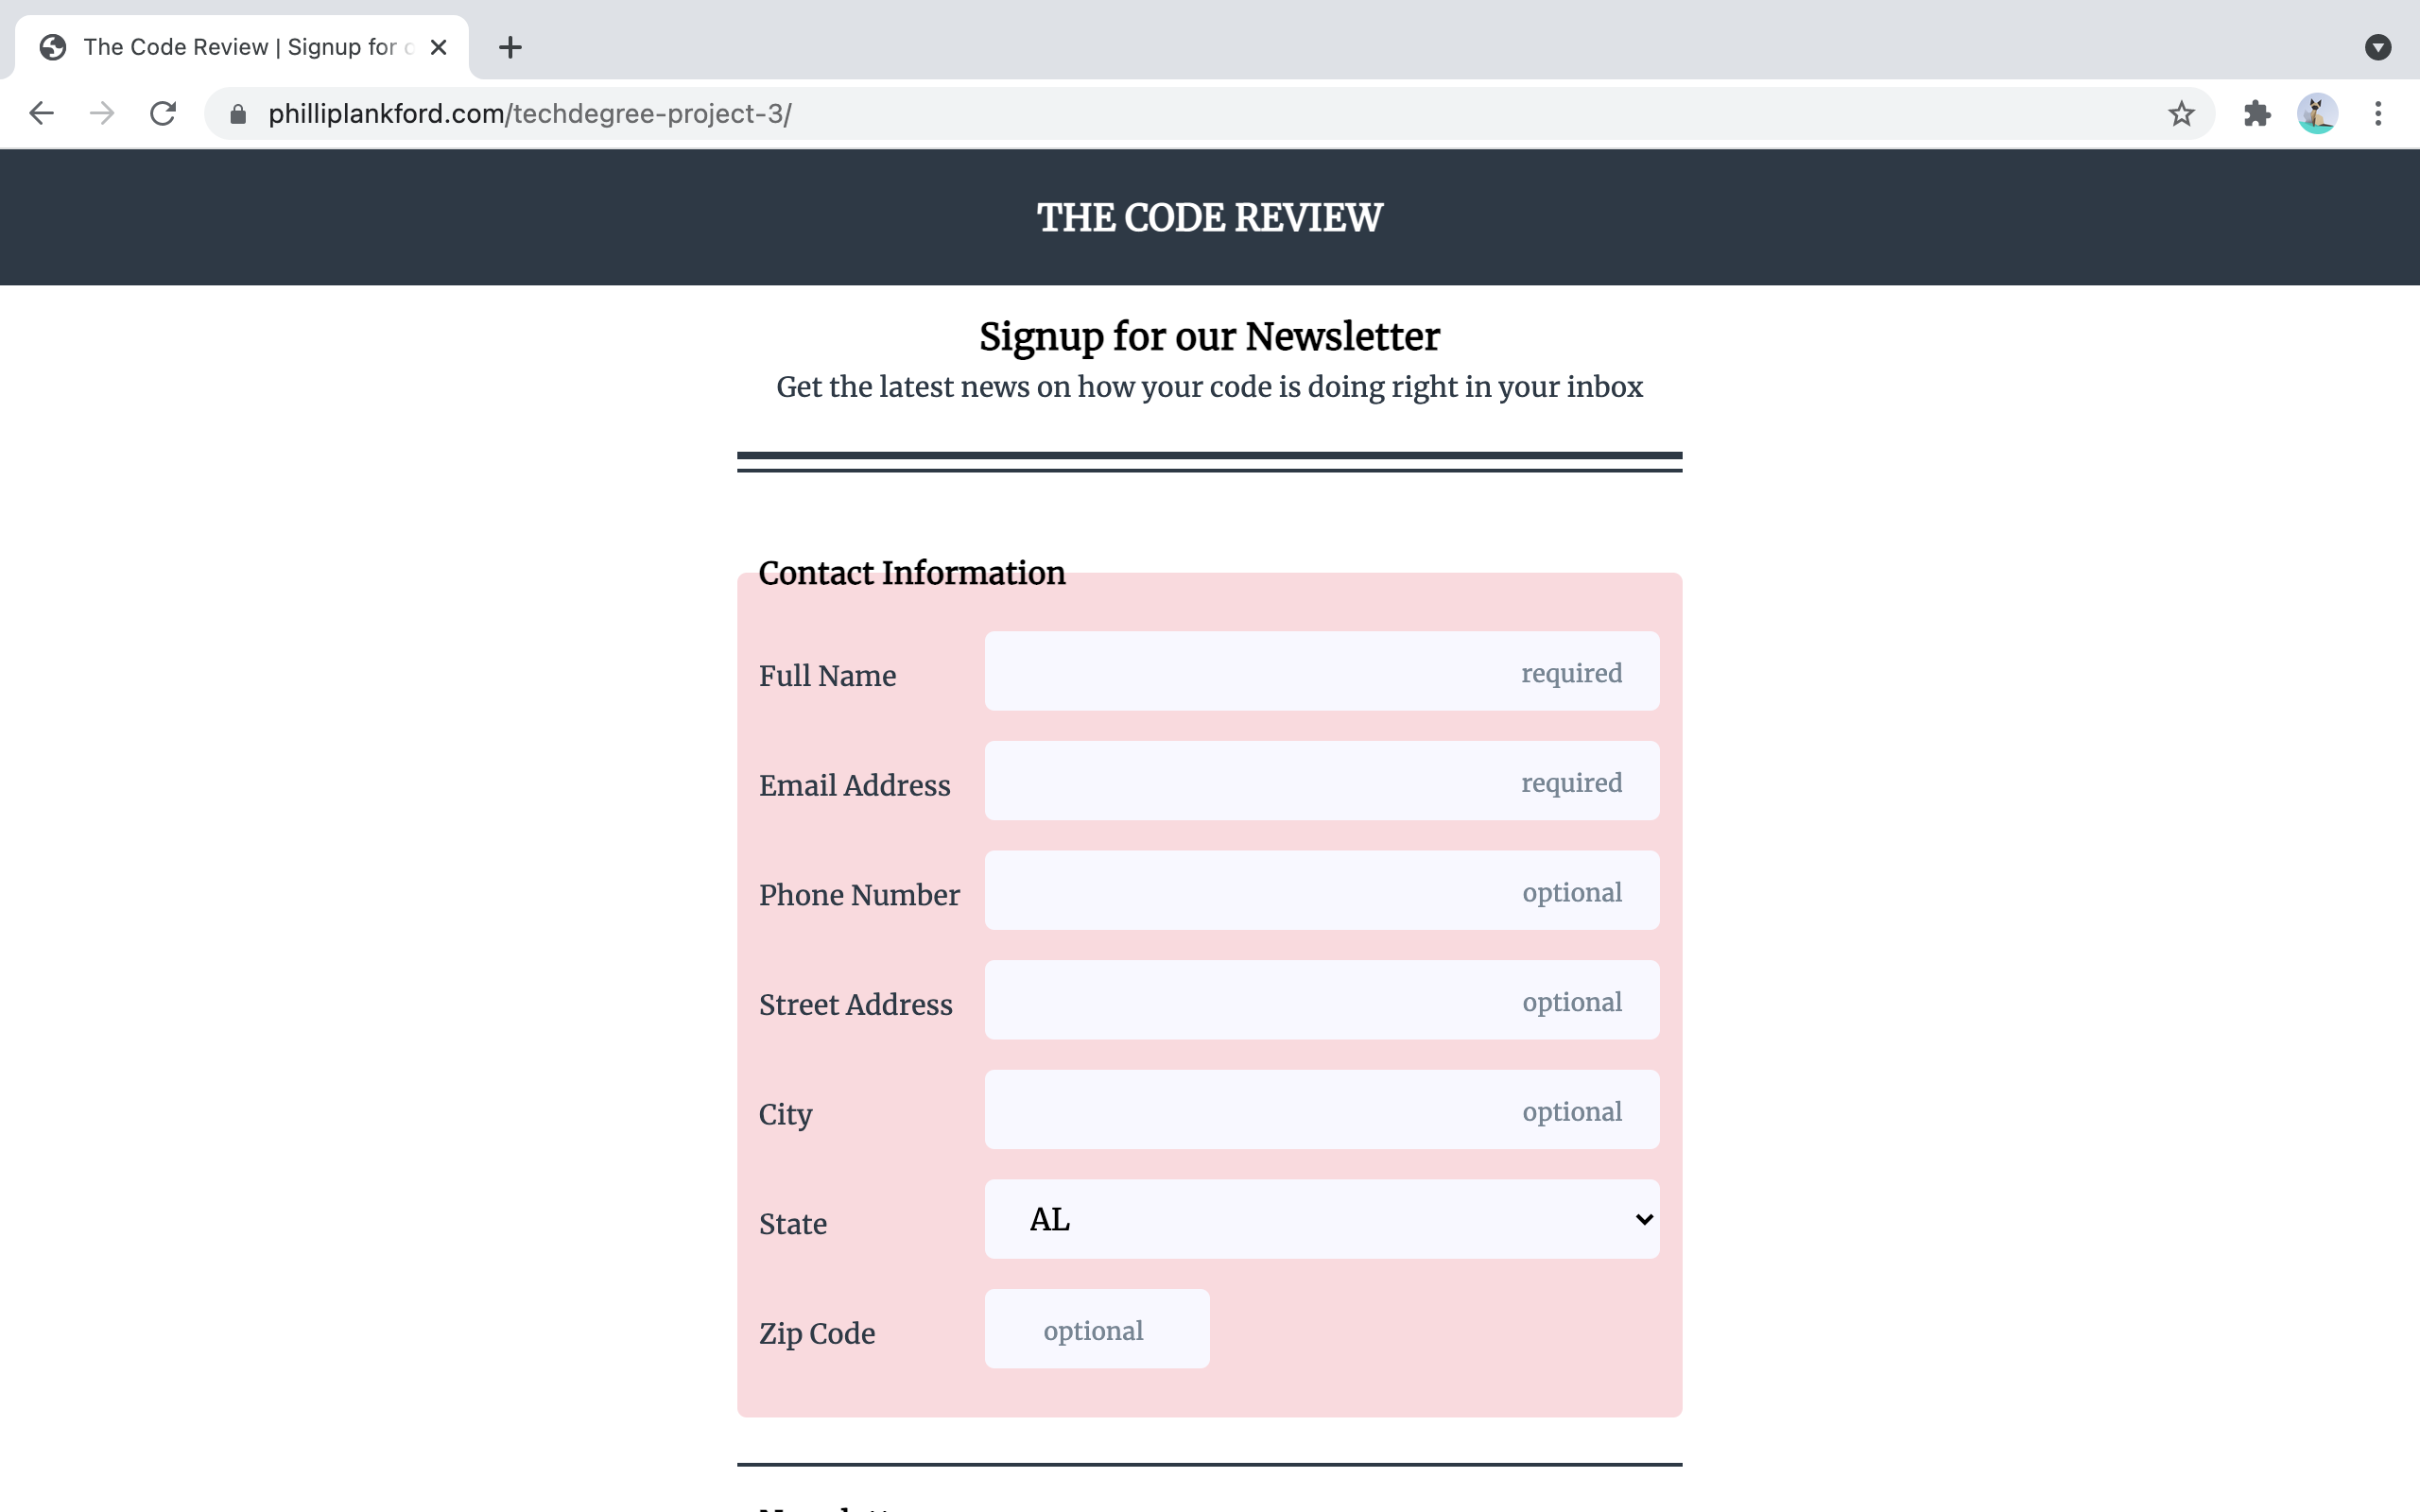 The Code Review | Signup for
philliplankford.com/techdegree-project-3/
THE CODE REVIEW
Signup for our Newsletter
Get the latest news on how your code is doing right in your inbox
Contact Information
Full Name required
Email Address required
Phone Number optional
Street Address optional
City optional
State AL
Zip Code optional